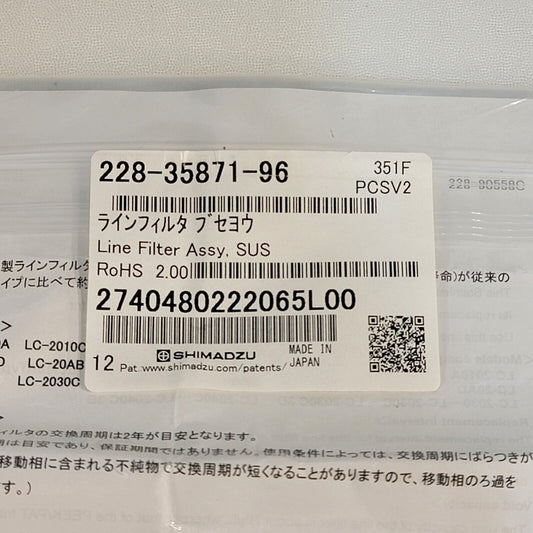 228-35871-96
351F
PCSV2
228-90558C
ラインフィルタ ブセヨウ
Line Filter Assy, SUS
RoHS 2.00
2740480222065L00
12
SHIMADZU
MADE IN
JAPAN
Pat.www.shimadzu.com/patents/
製ラインフィルタ
命)が従来の
イプに比べて約
LC-2010C
LC-20AB
LC-2030C
ィルタの交換周期は2年が目安となります。
期は目安であり、保証期間ではありません。使用条件によっては、交換周期にばらつきが
移動相に含まれる不純物で交換周期が短くなることがありますので、移動相のろ過を
す。)